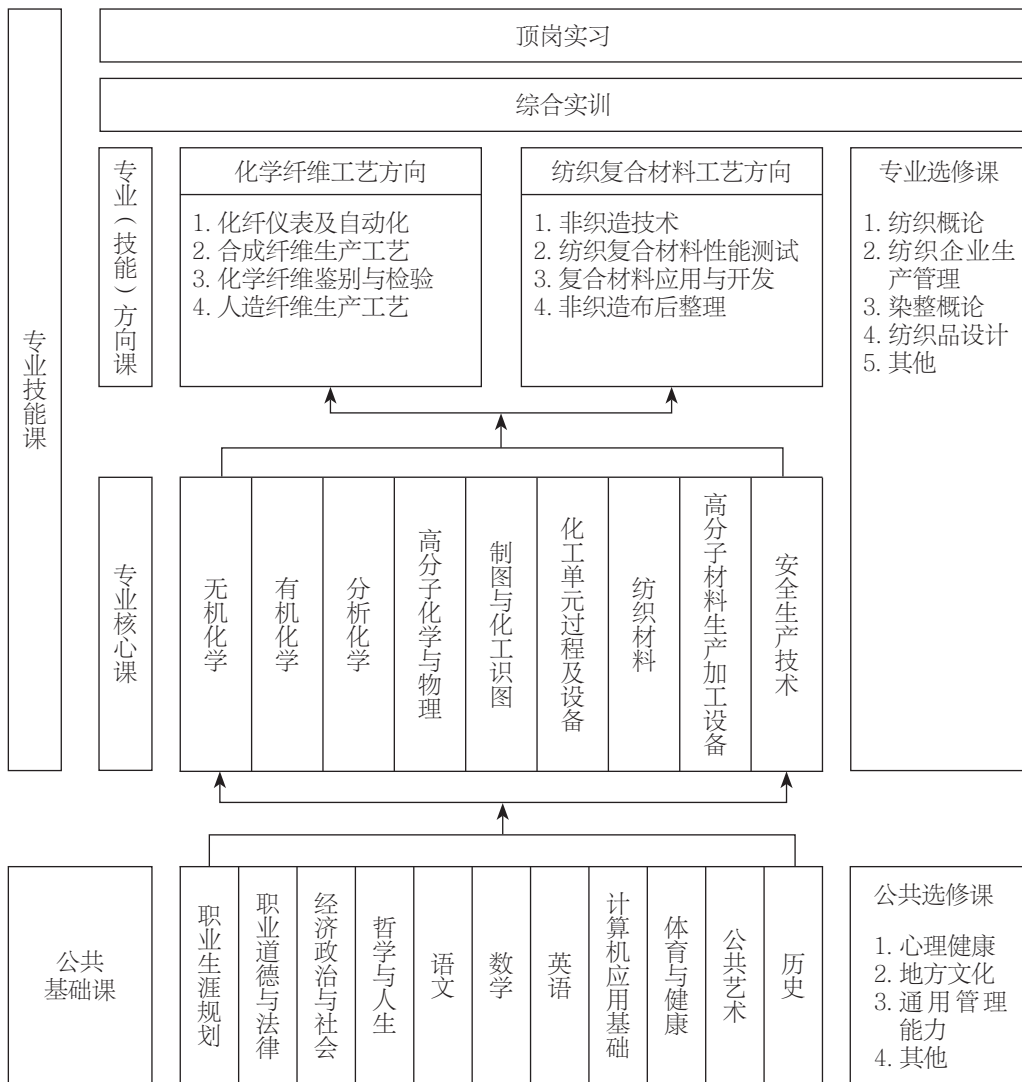 顶岗实习
综合实训
专业技能课
专业（技能）方向课
化学纤维工艺方向
1. 化纤仪表及自动化
2. 合成纤维生产工艺
3. 化学纤维鉴别与检验
4. 人造纤维生产工艺
纺织复合材料工艺方向
1. 非织造技术
2. 纺织复合材料性能测试
3. 复合材料应用与开发
4. 非织造布后整理
专业选修课
1. 纺织概论
2. 纺织企业生
产管理
3. 染整概论
4. 纺织品设计
5. 其他
专业核心课
无机化学
有机化学
分析化学
高分子化学与物理
制图与化工识图
化工单元过程及设备
纺织材料
高分子材料生产加工设备
安全生产技术
公共
基础课
职业生涯规划
职业道德与法律
经济政治与社会
哲学与人生
语文
数学
英语
计算机应用基础
体育与健康
公共艺术
历史
公共选修课
1. 心理健康
2. 地方文化
3. 通用管理
能力
4. 其他